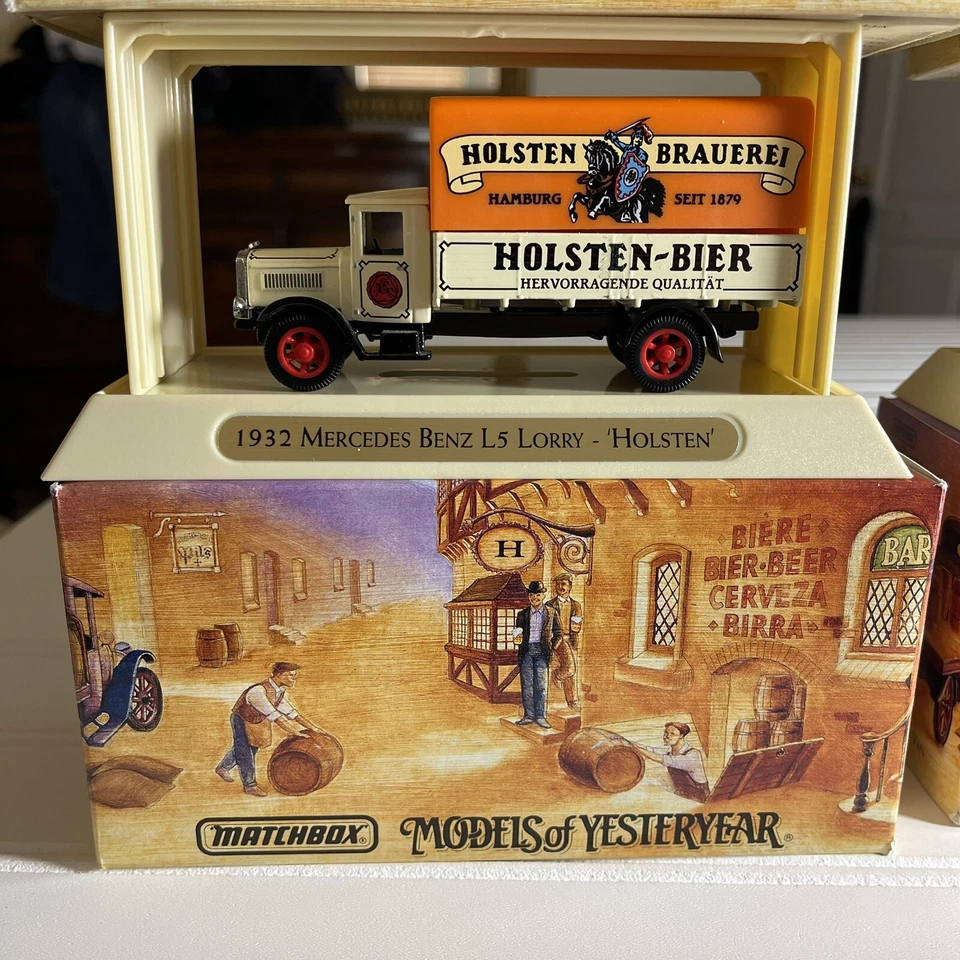 HOLSTEN BRAUEREI
HAMBURG SEIT 1879
HOLSTEN-BIER
HERVORRAGENDE QUALITÄT
1932 MERCEDES BENZ L5 LORRY - 'HOLSTEN'
Pils
H
BIÈRE
BIER·BEER
CERVEZA
BIRRA
BAR
MATCHBOX®
MODELS of YESTERYEAR®